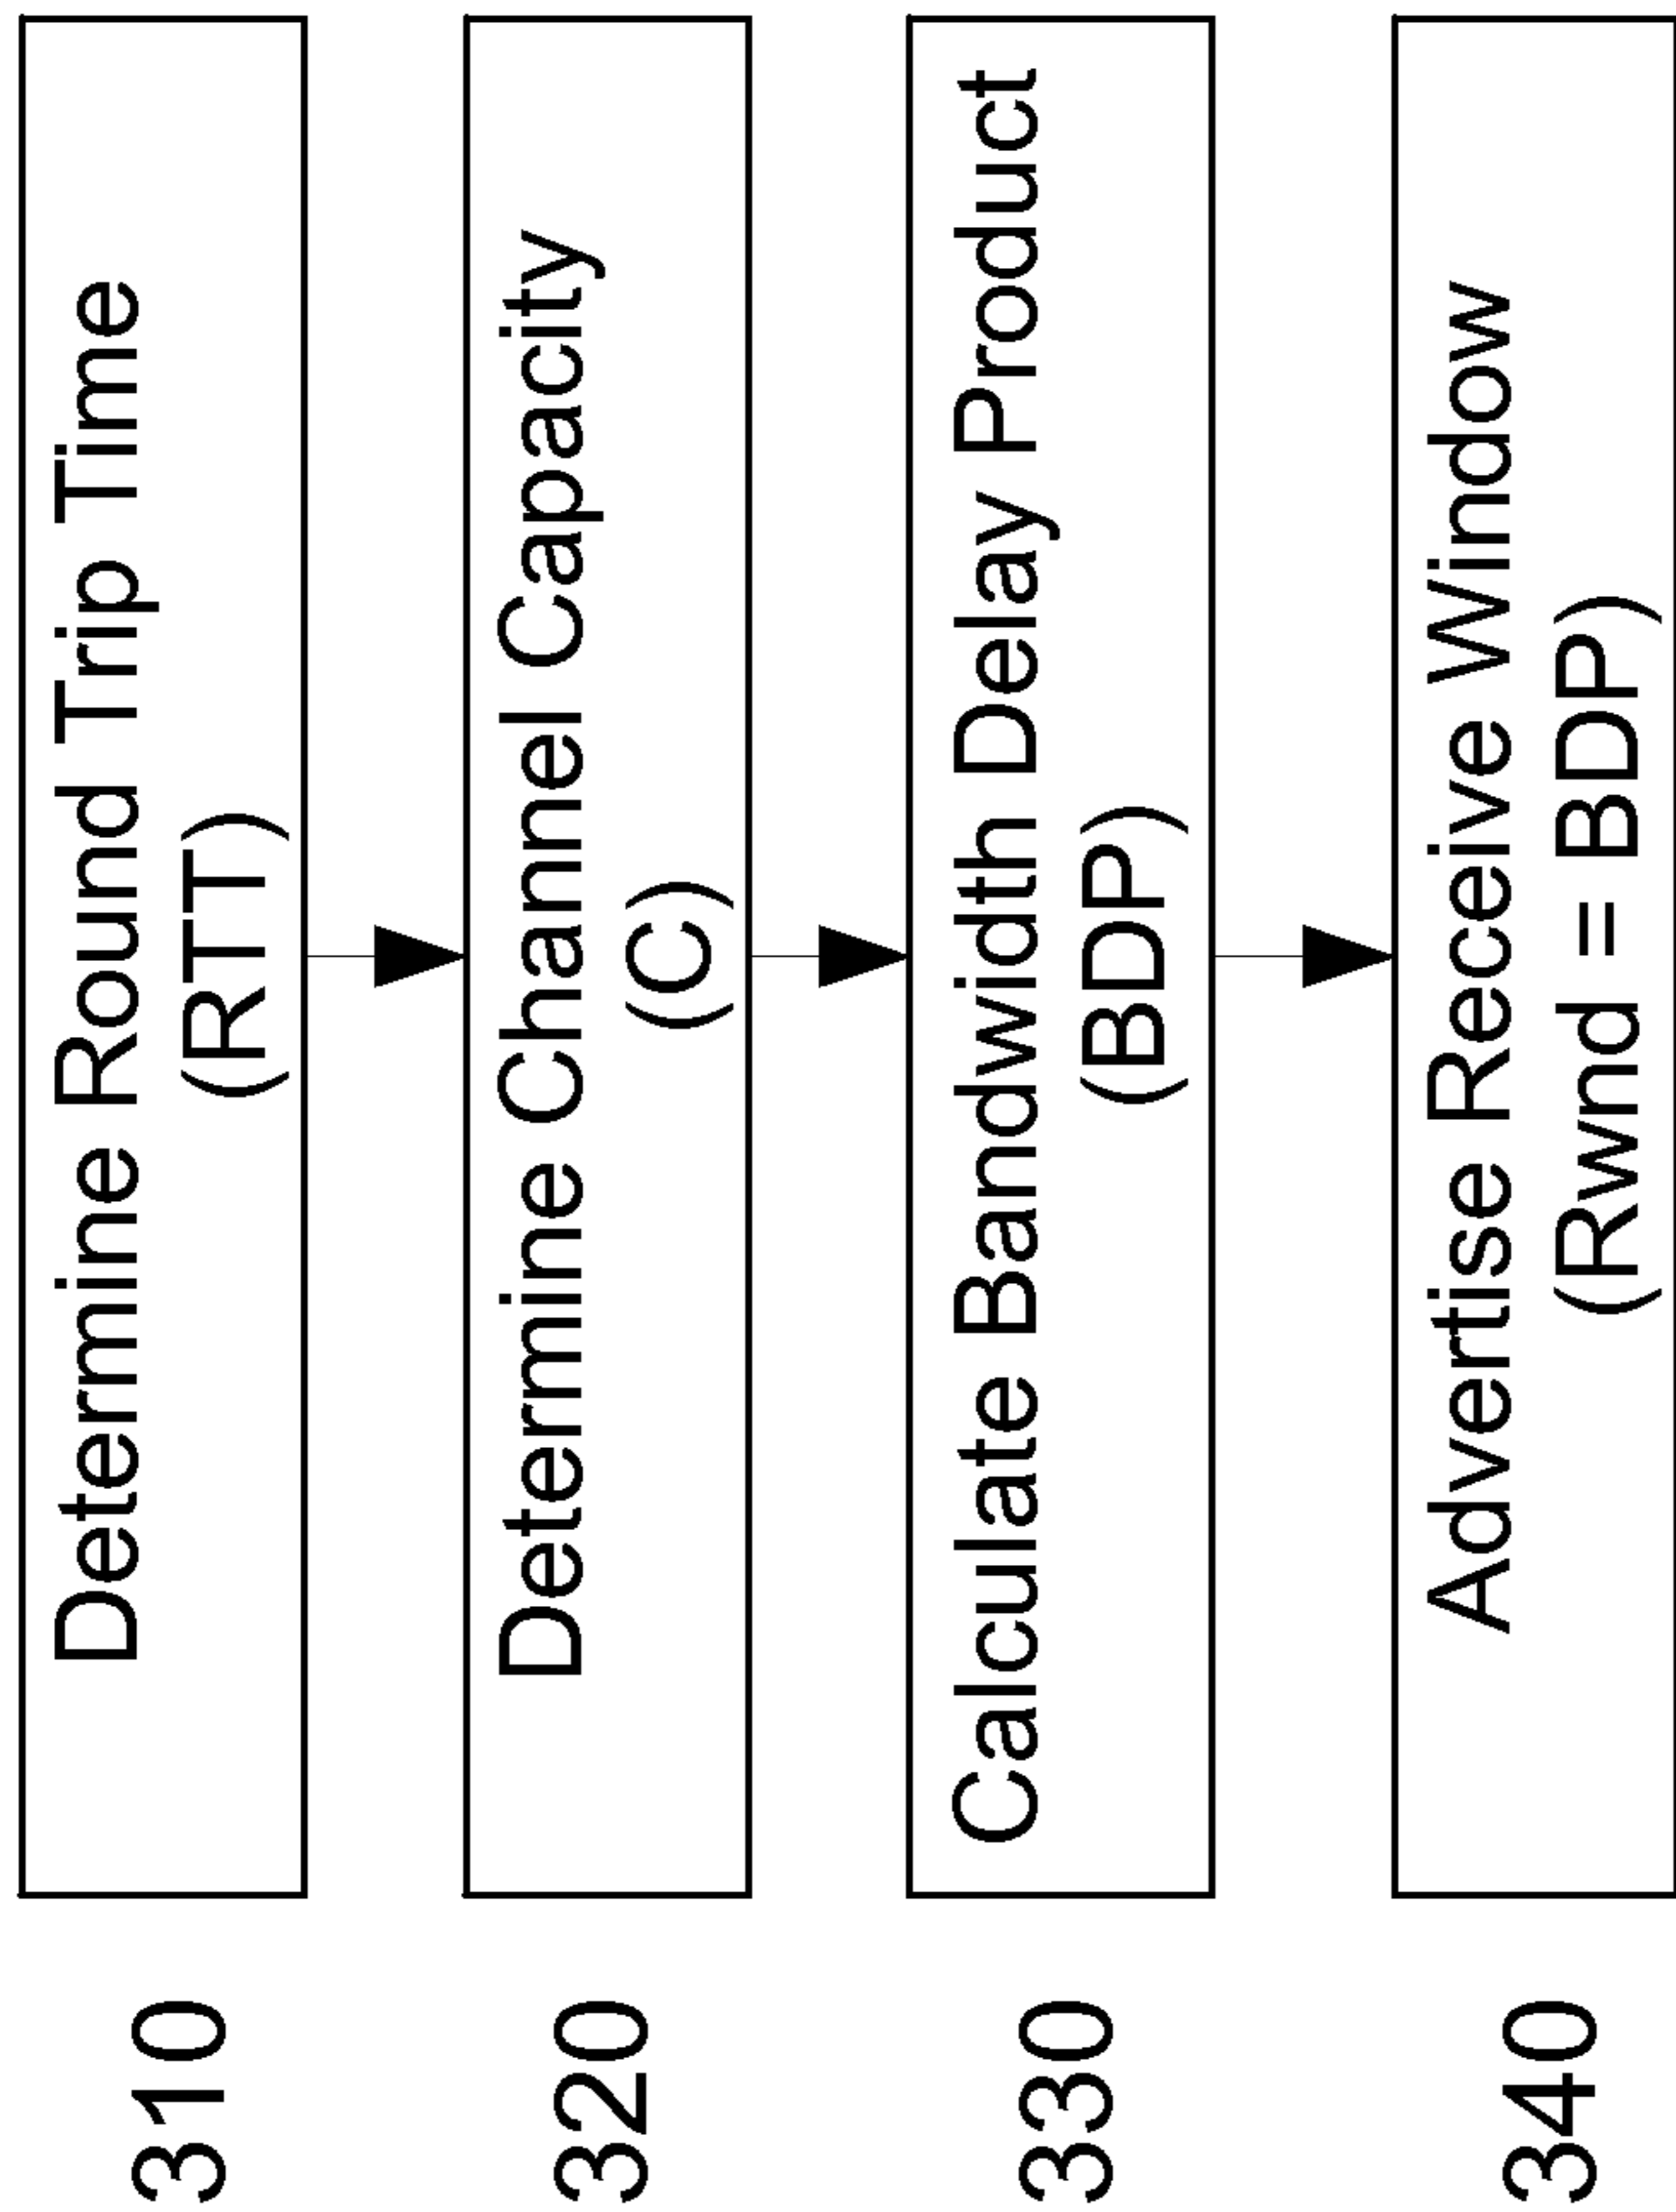 310
Determine Round Trip Time
(RTT)
320
Determine Channel Capacity
(C)
330
Calculate Bandwidth Delay Product
(BDP)
340
Advertise Receive Window
(Rwnd = BDP)